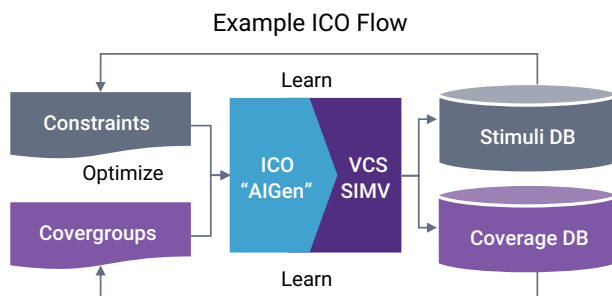 Example ICO Flow
Learn
Constraints
Optimize
Covergroups
ICO
“AIGen”
VCS
SIMV
Stimuli DB
Coverage DB
Learn